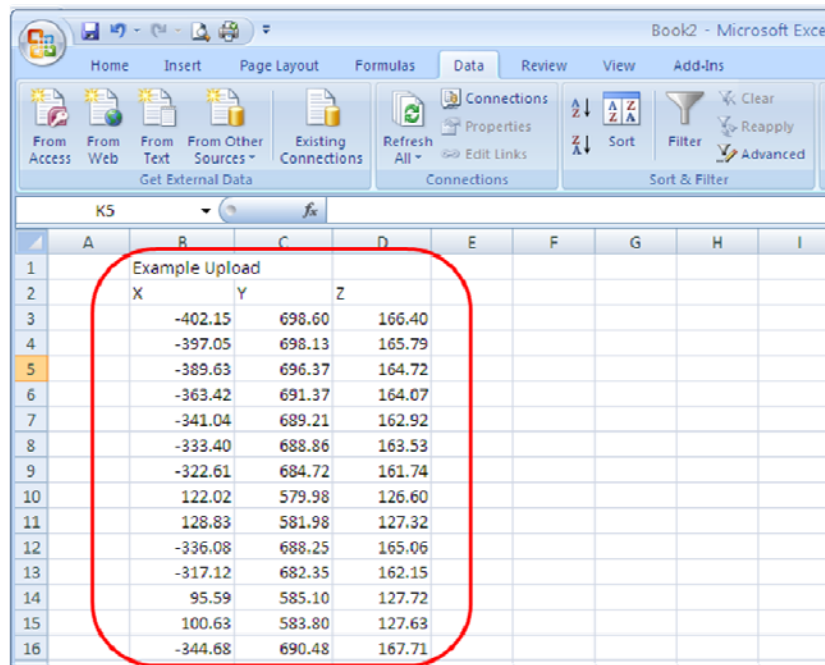 Book2 - Microsoft Exce
Home Insert Page Layout Formulas Data Review View Add-Ins
From Access
From Web
From Text
From Other Sources
Existing Connections
Get External Data
Refresh All
Connections
Properties
Edit Links
Connections
Sort
Filter
Clear
Reapply
Advanced
Sort & Filter
K5 fx
A B C D E F G H I
1 Example Upload
2 X Y Z
3 -402.15 698.60 166.40
4 -397.05 698.13 165.79
5 -389.63 696.37 164.72
6 -363.42 691.37 164.07
7 -341.04 689.21 162.92
8 -333.40 688.86 163.53
9 -322.61 684.72 161.74
10 122.02 579.98 126.60
11 128.83 581.98 127.32
12 -336.08 688.25 165.06
13 -317.12 682.35 162.15
14 95.59 585.10 127.72
15 100.63 583.80 127.63
16 -344.68 690.48 167.71